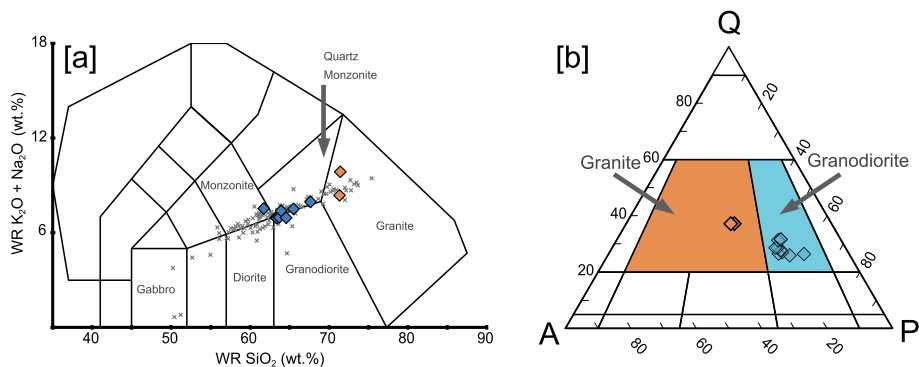 [a]
18
12
6
WR K₂O + Na₂O (wt.%)
Quartz
Monzonite
Monzonite
Gabbro
Diorite
Granodiorite
Granite
40
50
60
70
80
90
WR SiO₂ (wt.%)
[b]
Q
20
80
40
60
Granite
Granodiorite
60
40
80
20
A
P
80
60
40
20